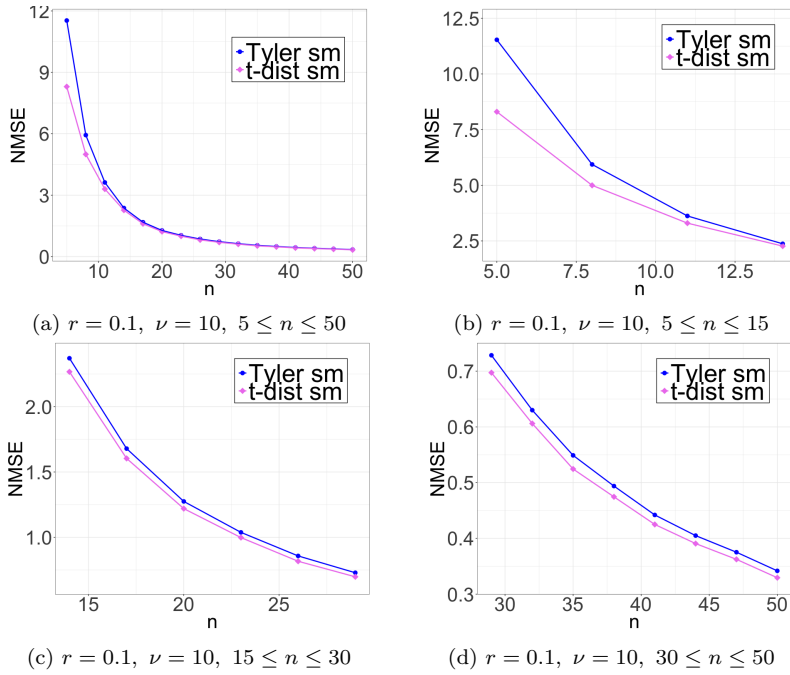 12
9
6
3
0
NMSE
10 20 30 40 50
n
Tyler sm
t-dist sm
(a) r = 0.1, ν = 10, 5 ≤ n ≤ 50
12.5
10.0
7.5
5.0
2.5
NMSE
5.0 7.5 10.0 12.5
n
Tyler sm
t-dist sm
(b) r = 0.1, ν = 10, 5 ≤ n ≤ 15
2.0
1.5
1.0
NMSE
15 20 25
n
Tyler sm
t-dist sm
(c) r = 0.1, ν = 10, 15 ≤ n ≤ 30
0.7
0.6
0.5
0.4
0.3
NMSE
30 35 40 45 50
n
Tyler sm
t-dist sm
(d) r = 0.1, ν = 10, 30 ≤ n ≤ 50